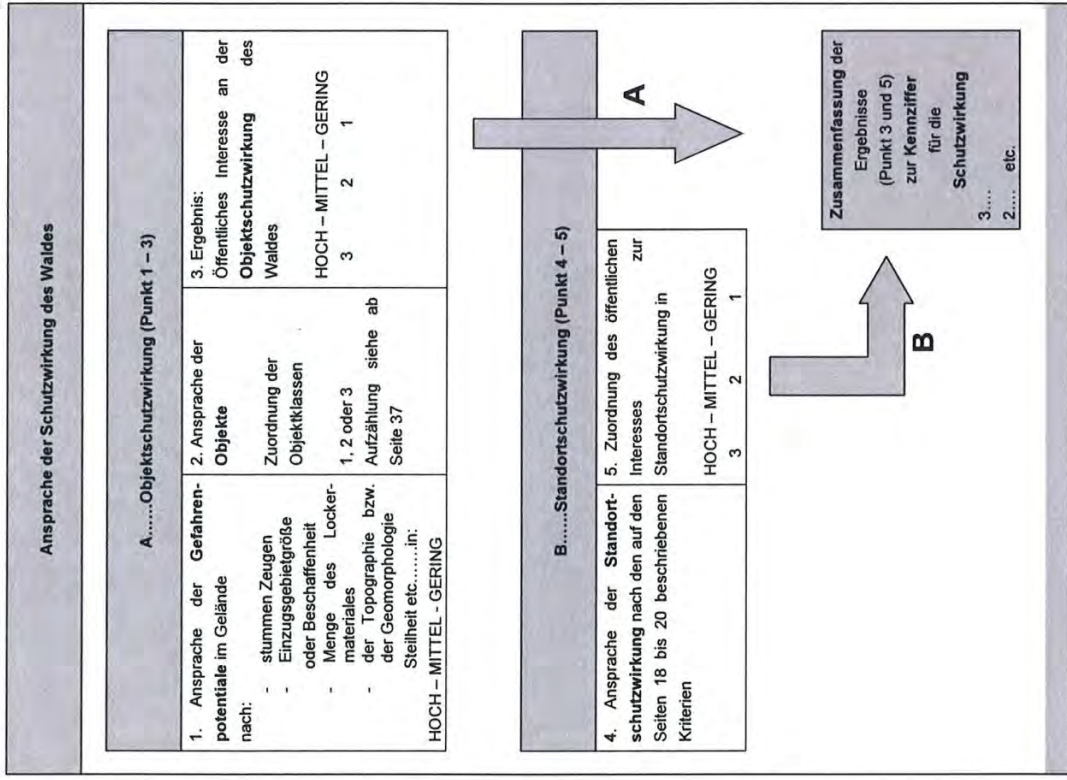 Ansprache der Schutzwirkung des Waldes
A......Objektschutzwirkung (Punkt 1 – 3)
1. Ansprache der Gefahren-
potentiale im Gelände
nach:
- stummen Zeugen
- Einzugsgebietgröße
oder Beschaffenheit
- Menge des Locker-
materiales
- der Topographie bzw.
der Geomorphologie
Steilheit etc........in:
HOCH – MITTEL - GERING
2. Ansprache der
Objekte
Zuordnung der
Objektklassen
1, 2 oder 3
Aufzählung siehe ab
Seite 37
3. Ergebnis:
Öffentliches Interesse an der
Objektschutzwirkung des
Waldes
HOCH – MITTEL – GERING
3 2 1
B......Standortschutzwirkung (Punkt 4 – 5)
4. Ansprache der Standort-
schutzwirkung nach den auf den
Seiten 18 bis 20 beschriebenen
Kriterien
5. Zuordnung des öffentlichen
Interesses zur
Standortschutzwirkung in
HOCH – MITTEL – GERING
3 2 1
A
B
Zusammenfassung der
Ergebnisse
(Punkt 3 und 5)
zur Kennziffer
für die
Schutzwirkung
3....
2.... etc.